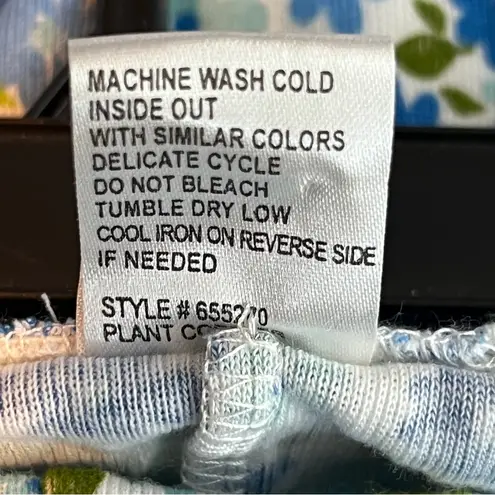 MACHINE WASH COLD
INSIDE OUT
WITH SIMILAR COLORS
DELICATE CYCLE
DO NOT BLEACH
TUMBLE DRY LOW
COOL IRON ON REVERSE SIDE
IF NEEDED
STYLE #
PLANT